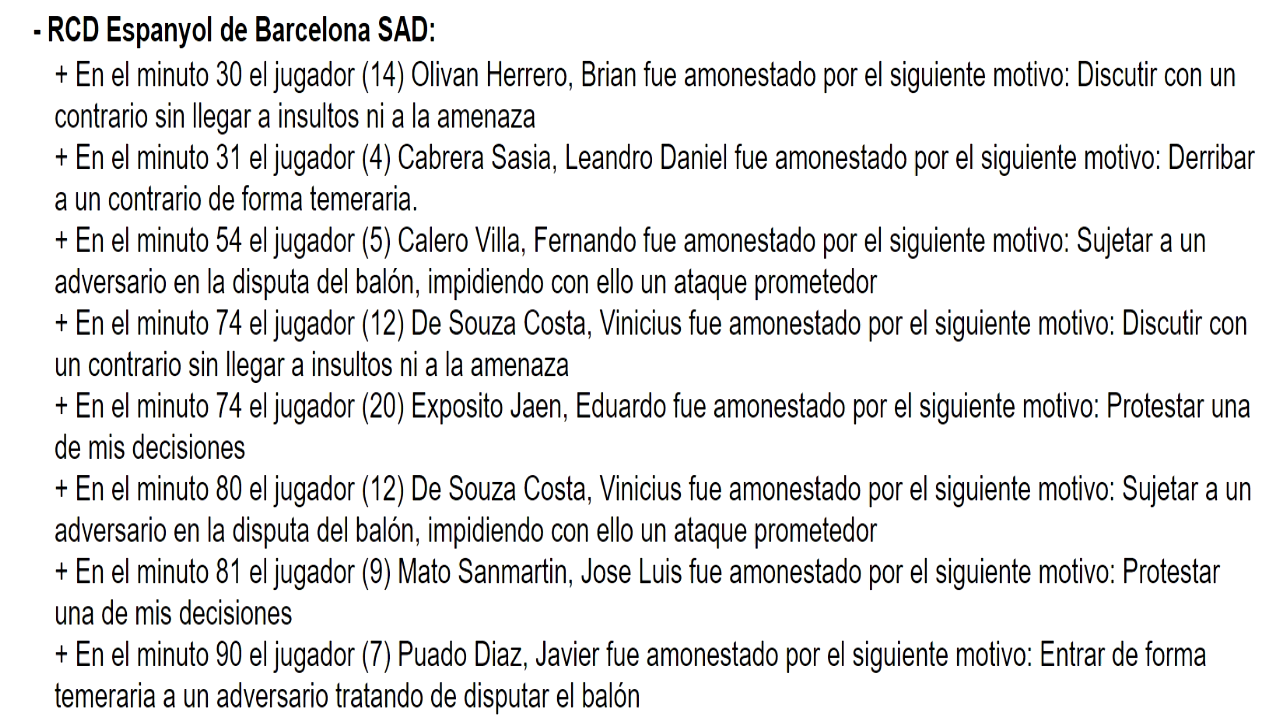 - RCD Espanyol de Barcelona SAD:
+ En el minuto 30 el jugador (14) Olivan Herrero, Brian fue amonestado por el siguiente motivo: Discutir con un
contrario sin llegar a insultos ni a la amenaza
+ En el minuto 31 el jugador (4) Cabrera Sasia, Leandro Daniel fue amonestado por el siguiente motivo: Derribar
a un contrario de forma temeraria.
+ En el minuto 54 el jugador (5) Calero Villa, Fernando fue amonestado por el siguiente motivo: Sujetar a un
adversario en la disputa del balón, impidiendo con ello un ataque prometedor
+ En el minuto 74 el jugador (12) De Souza Costa, Vinicius fue amonestado por el siguiente motivo: Discutir con
un contrario sin llegar a insultos ni a la amenaza
+ En el minuto 74 el jugador (20) Exposito Jaen, Eduardo fue amonestado por el siguiente motivo: Protestar una
de mis decisiones
+ En el minuto 80 el jugador (12) De Souza Costa, Vinicius fue amonestado por el siguiente motivo: Sujetar a un
adversario en la disputa del balón, impidiendo con ello un ataque prometedor
+ En el minuto 81 el jugador (9) Mato Sanmartin, Jose Luis fue amonestado por el siguiente motivo: Protestar
una de mis decisiones
+ En el minuto 90 el jugador (7) Puado Diaz, Javier fue amonestado por el siguiente motivo: Entrar de forma
temeraria a un adversario tratando de disputar el balón